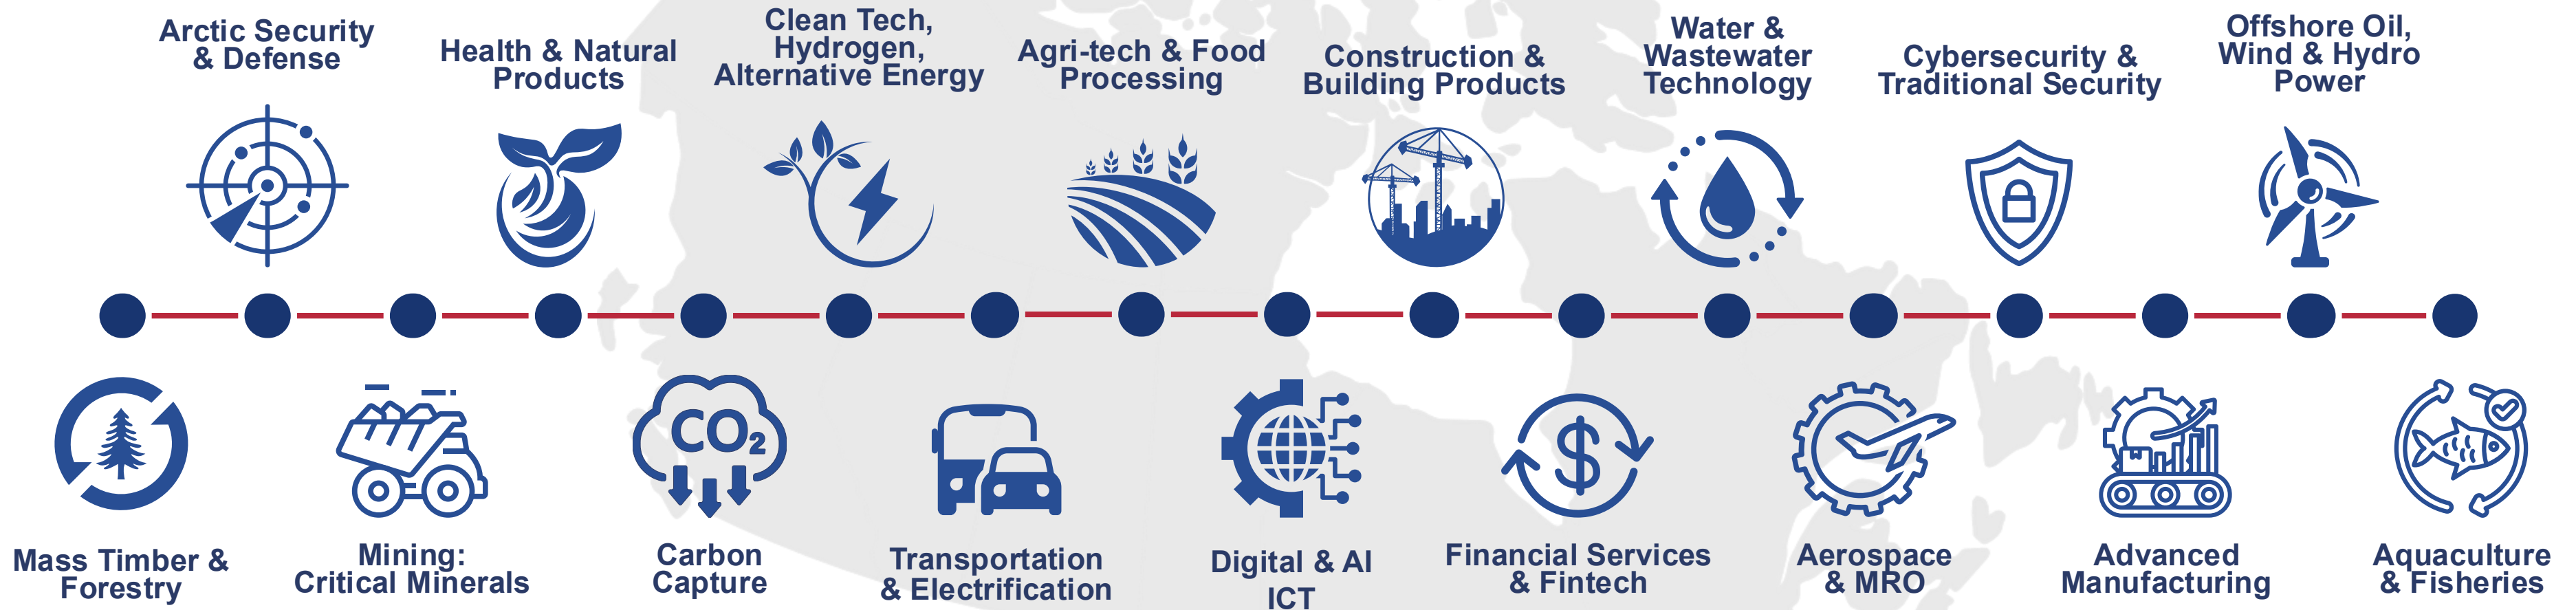 Arctic Security
& Defense
Health & Natural
Products
Clean Tech,
Hydrogen,
Alternative Energy
Agri-tech & Food
Processing
Construction &
Building Products
Water &
Wastewater
Technology
Cybersecurity &
Traditional Security
Offshore Oil,
Wind & Hydro
Power
CO₂
Mass Timber &
Forestry
Mining:
Critical Minerals
Carbon
Capture
Transportation
& Electrification
Digital & AI
ICT
Financial Services
& Fintech
Aerospace
& MRO
Advanced
Manufacturing
Aquaculture
& Fisheries